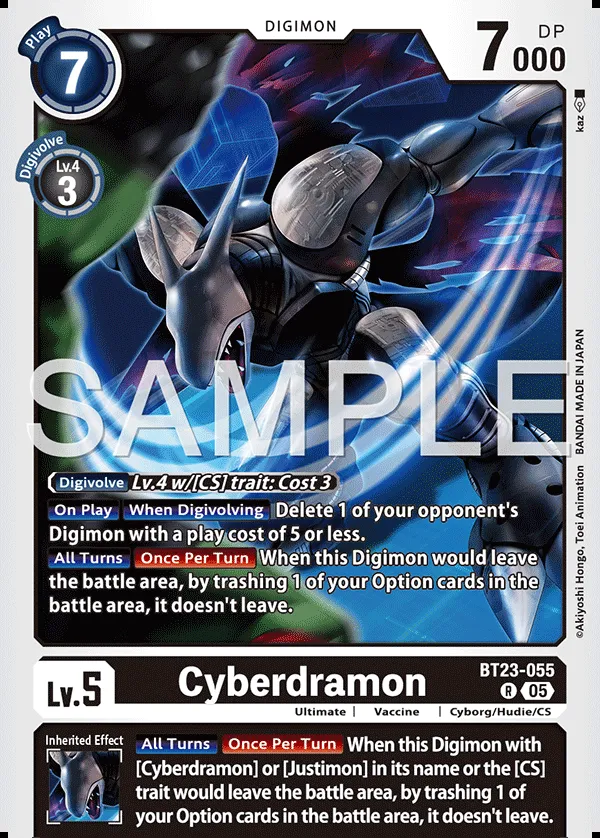 DIGIMON
Play
7
7000
DP
Digivolve
Lv.4
3
kaz
SAMPLE
©Akiyoshi Hongo, Toei Animation BANDAI MADE IN JAPAN
Digivolve Lv.4 w/[CS] trait: Cost 3
On Play When Digivolving Delete 1 of your opponent's
Digimon with a play cost of 5 or less.
All Turns Once Per Turn When this Digimon would leave
the battle area, by trashing 1 of your Option cards in the
battle area, it doesn't leave.
Lv.5
Cyberdramon
BT23-055
R 05
Ultimate | Vaccine | Cyborg/Hudie/CS
Inherited Effect
All Turns Once Per Turn When this Digimon with
[Cyberdramon] or [Justimon] in its name or the [CS]
trait would leave the battle area, by trashing 1 of
your Option cards in the battle area, it doesn't leave.